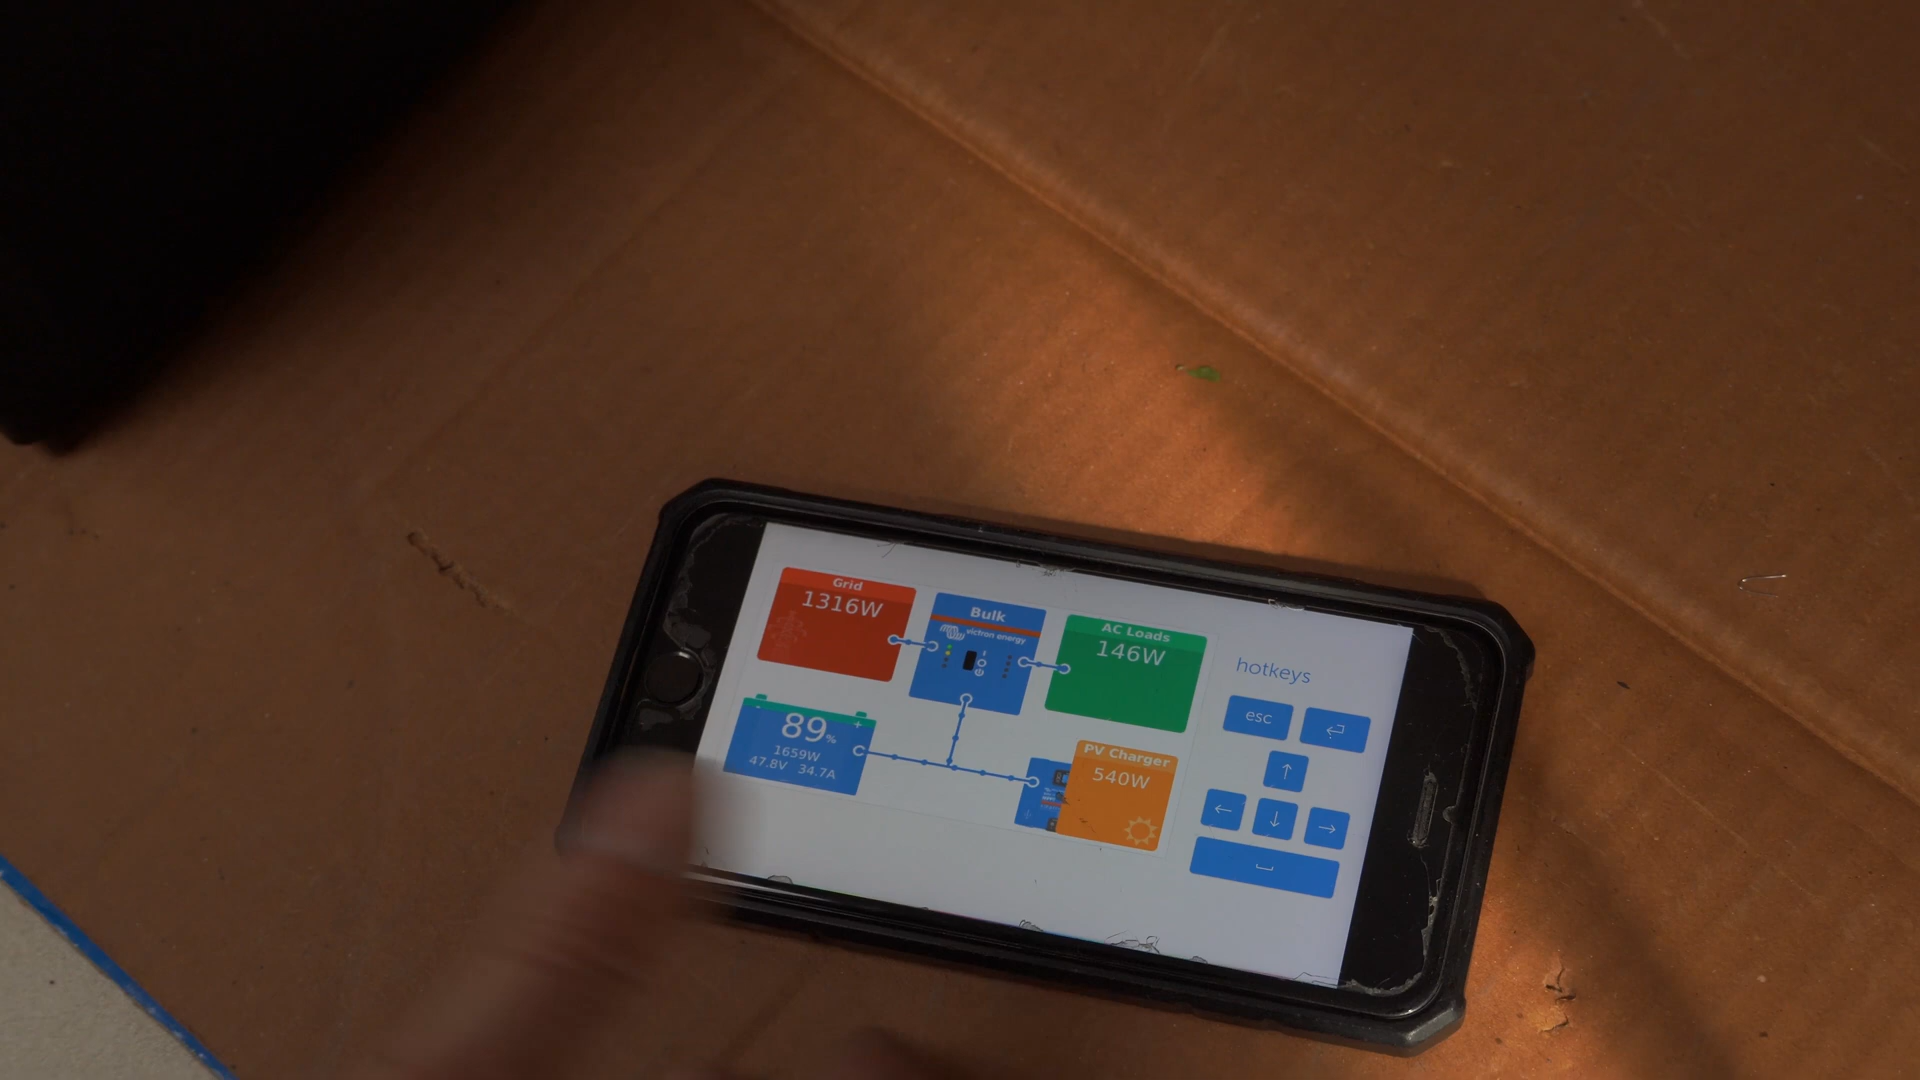 Grid
1316W
Bulk
victron energy
AC Loads
146W
89%
1659W
47.8V 34.7A
PV Charger
540W
hotkeys
esc